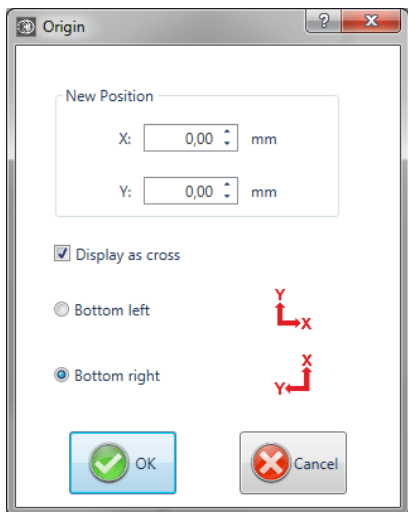 Origin
?
X
New Position
X: 0,00 mm
Y: 0,00 mm
Display as cross
Bottom left
Y
X
Bottom right
X
Y
OK
Cancel